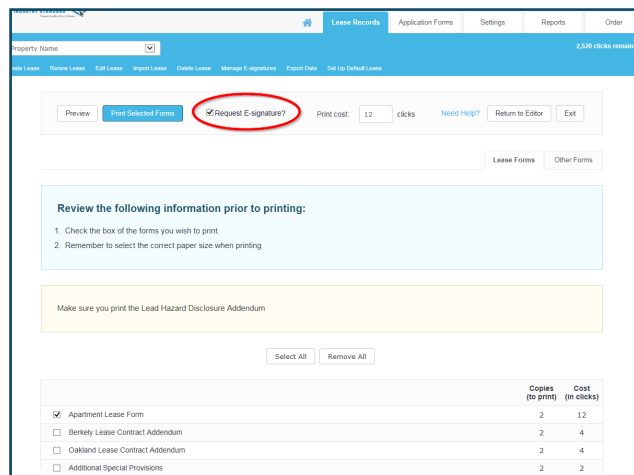 INDUSTRY STANDARD
Lease Records Application Forms Settings Reports Order
Property Name
2,520 clicks remain
eate Lease Renew Lease Edit Lease Import Lease Delete Lease Manage E-signatures Export Data Set Up Default Lease
Preview Print Selected Forms Request E-signature? Print cost: 12 clicks Need Help? Return to Editor Exit
Lease Forms Other Forms
Review the following information prior to printing:
1. Check the box of the forms you wish to print.
2. Remember to select the correct paper size when printing
Make sure you print the Lead Hazard Disclosure Addendum
Select All Remove All
Copies Cost
(to print) (in clicks)
Apartment Lease Form 2 12
Berkely Lease Contract Addendum 2 4
Oakland Lease Contract Addendum 2 4
Additional Special Provisions 2 2